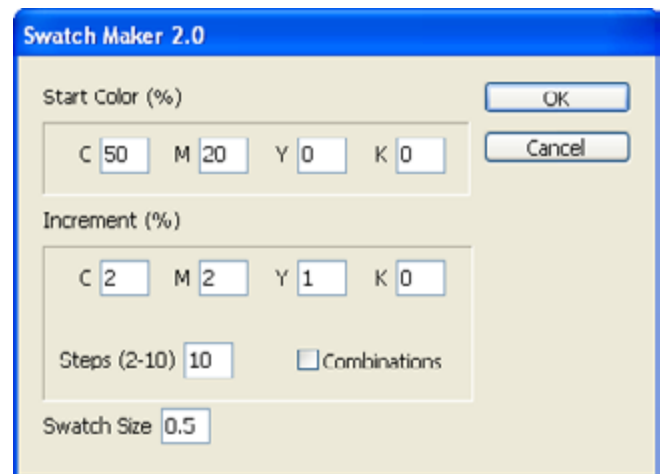 Swatch Maker 2.0
Start Color (%)
OK
C 50 M 20 Y 0 K 0
Cancel
Increment (%)
C 2 M 2 Y 1 K 0
Steps (2-10) 10 Combinations
Swatch Size 0.5